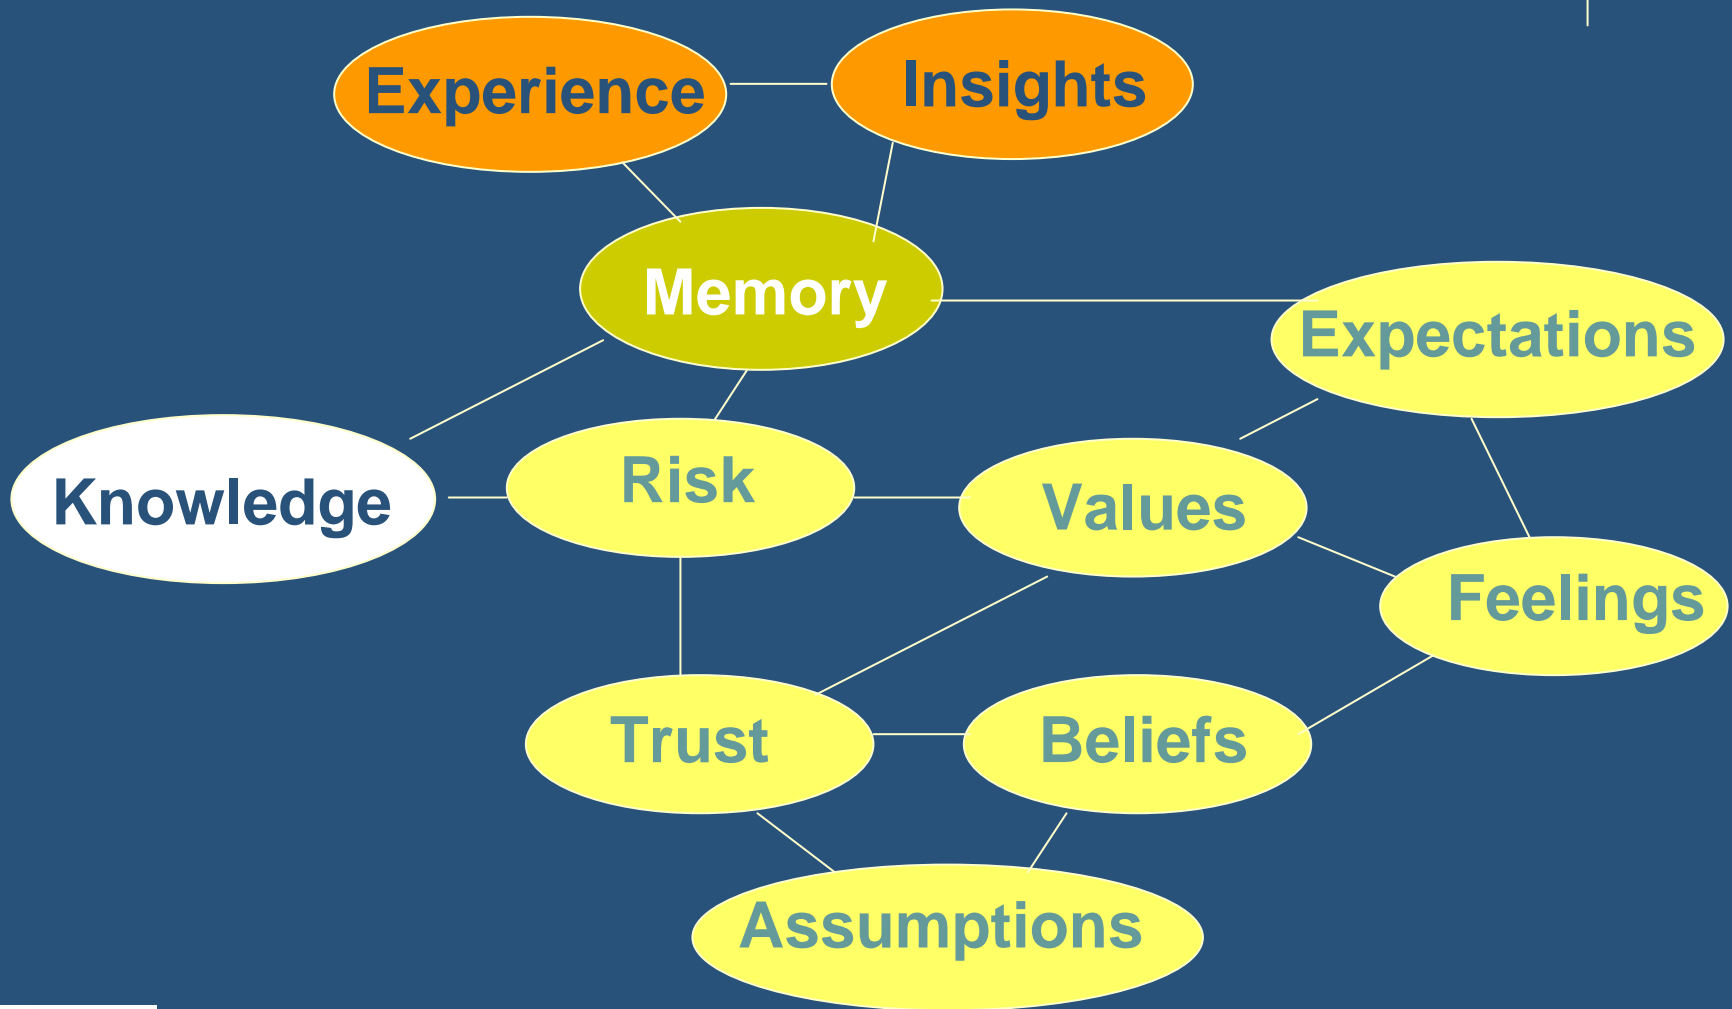 Experience
Insights
Memory
Expectations
Knowledge
Risk
Values
Feelings
Trust
Beliefs
Assumptions